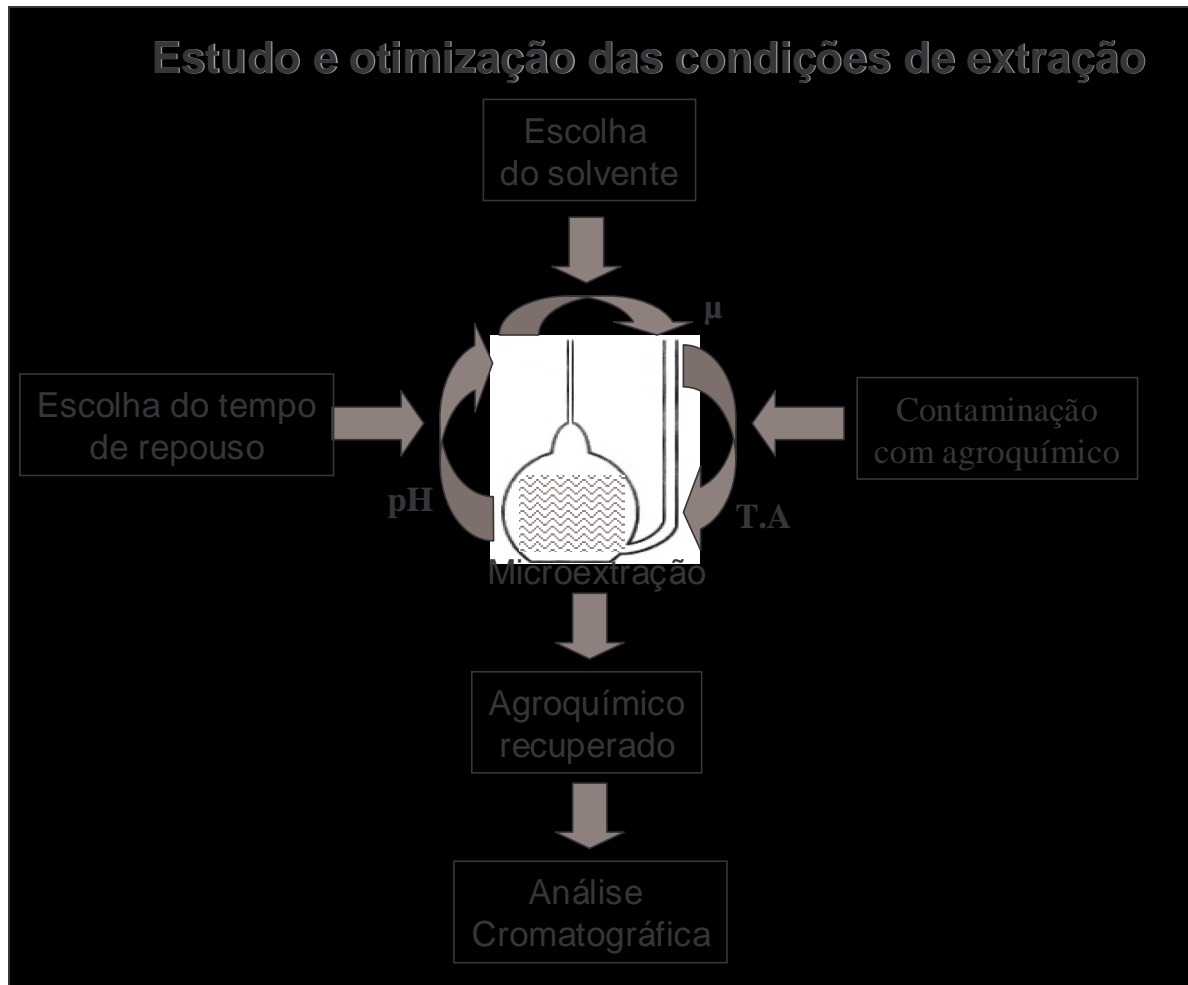 Estudo e otimização das condições de extração
Escolha
do solvente
µ
Escolha do tempo
de repouso
Contaminação
com agroquímico
pH
T.A
Microextração
Agroquímico
recuperado
Análise
Cromatográfica